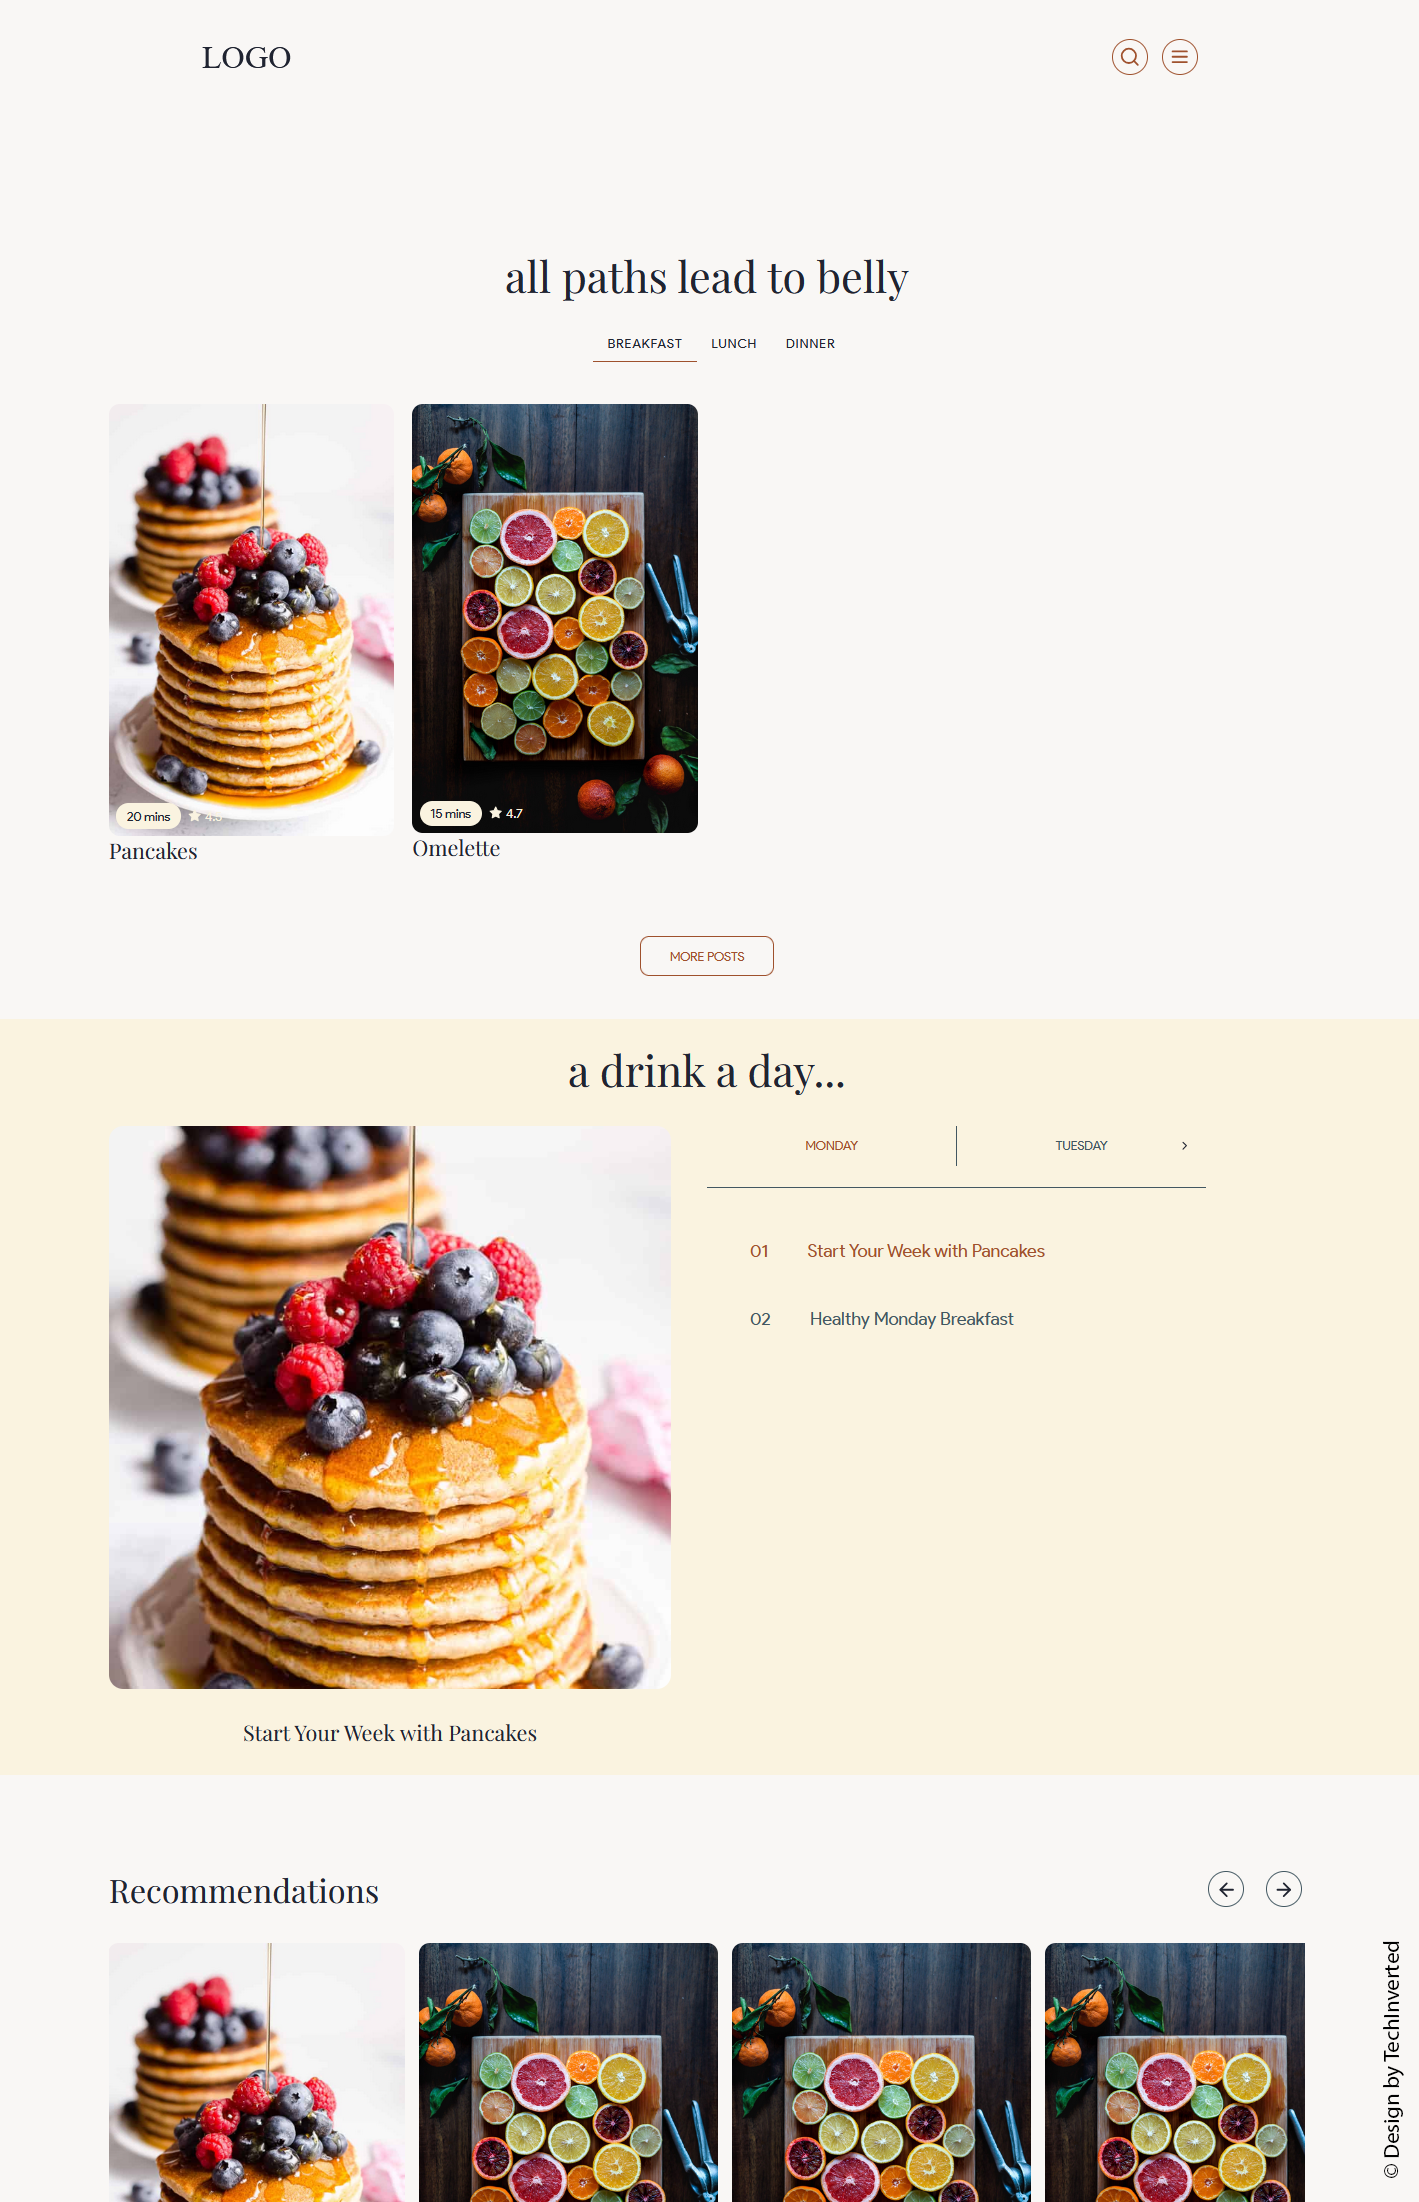 LOGO
all paths lead to belly
BREAKFAST LUNCH DINNER
20 mins
15 mins 4.7
Pancakes
Omelette
MORE POSTS
a drink a day...
MONDAY TUESDAY
01 Start Your Week with Pancakes
02 Healthy Monday Breakfast
Start Your Week with Pancakes
Recommendations
© Design by TechInverted